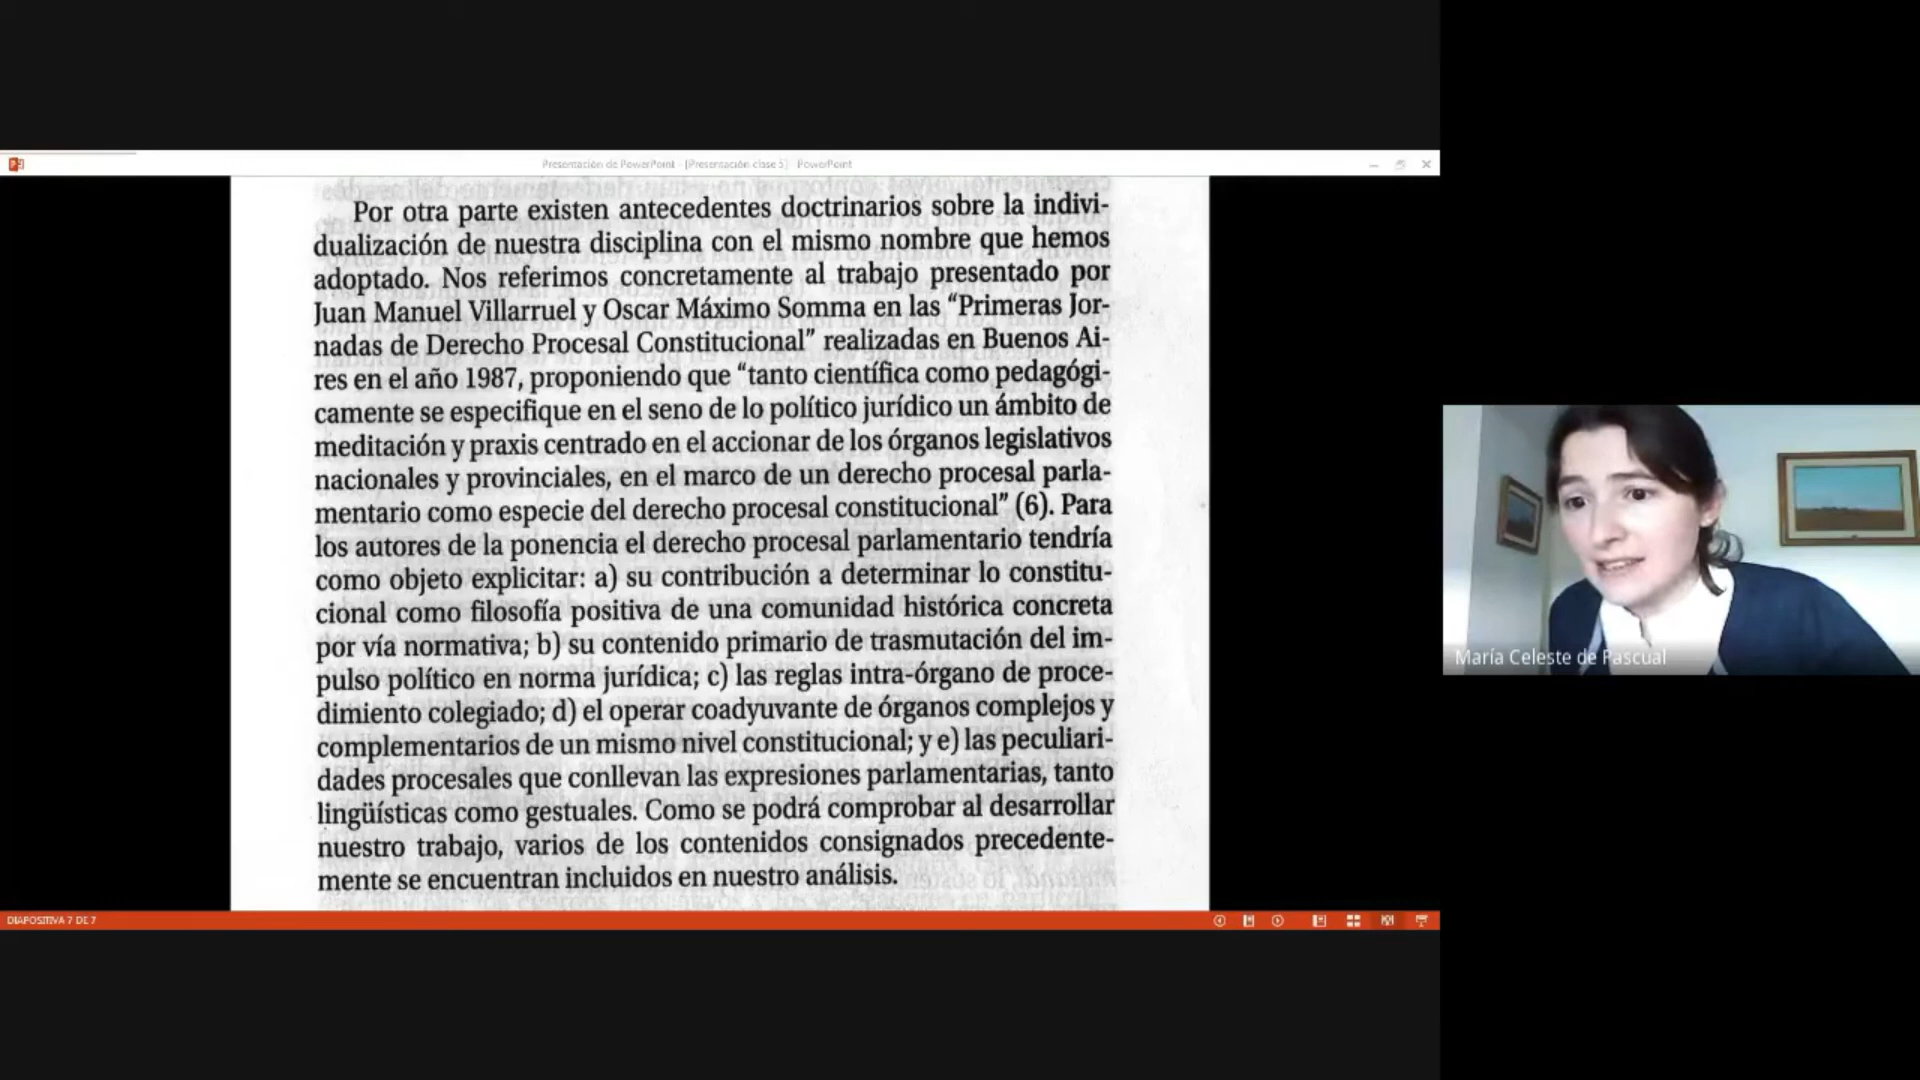 Presentación de PowerPoint - [Presentación clase 5] - PowerPoint
Por otra parte existen antecedentes doctrinarios sobre la indivi-
dualización de nuestra disciplina con el mismo nombre que hemos
adoptado. Nos referimos concretamente al trabajo presentado por
Juan Manuel Villarruel y Oscar Máximo Somma en las “Primeras Jor-
nadas de Derecho Procesal Constitucional” realizadas en Buenos Ai-
res en el año 1987, proponiendo que “tanto científica como pedagógi-
camente se especifique en el seno de lo político jurídico un ámbito de
meditación y praxis centrado en el accionar de los órganos legislativos
nacionales y provinciales, en el marco de un derecho procesal parla-
mentario como especie del derecho procesal constitucional” (6). Para
los autores de la ponencia el derecho procesal parlamentario tendría
como objeto explicitar: a) su contribución a determinar lo constitu-
cional como filosofía positiva de una comunidad histórica concreta
por vía normativa; b) su contenido primario de trasmutación del im-
pulso político en norma jurídica; c) las reglas intra-órgano de proce-
dimiento colegiado; d) el operar coadyuvante de órganos complejos y
complementarios de un mismo nivel constitucional; y e) las peculiari-
dades procesales que conllevan las expresiones parlamentarias, tanto
lingüísticas como gestuales. Como se podrá comprobar al desarrollar
nuestro trabajo, varios de los contenidos consignados precedente-
mente se encuentran incluidos en nuestro análisis.
DIAPOSITIVA 7 DE 7
María Celeste de Pascual